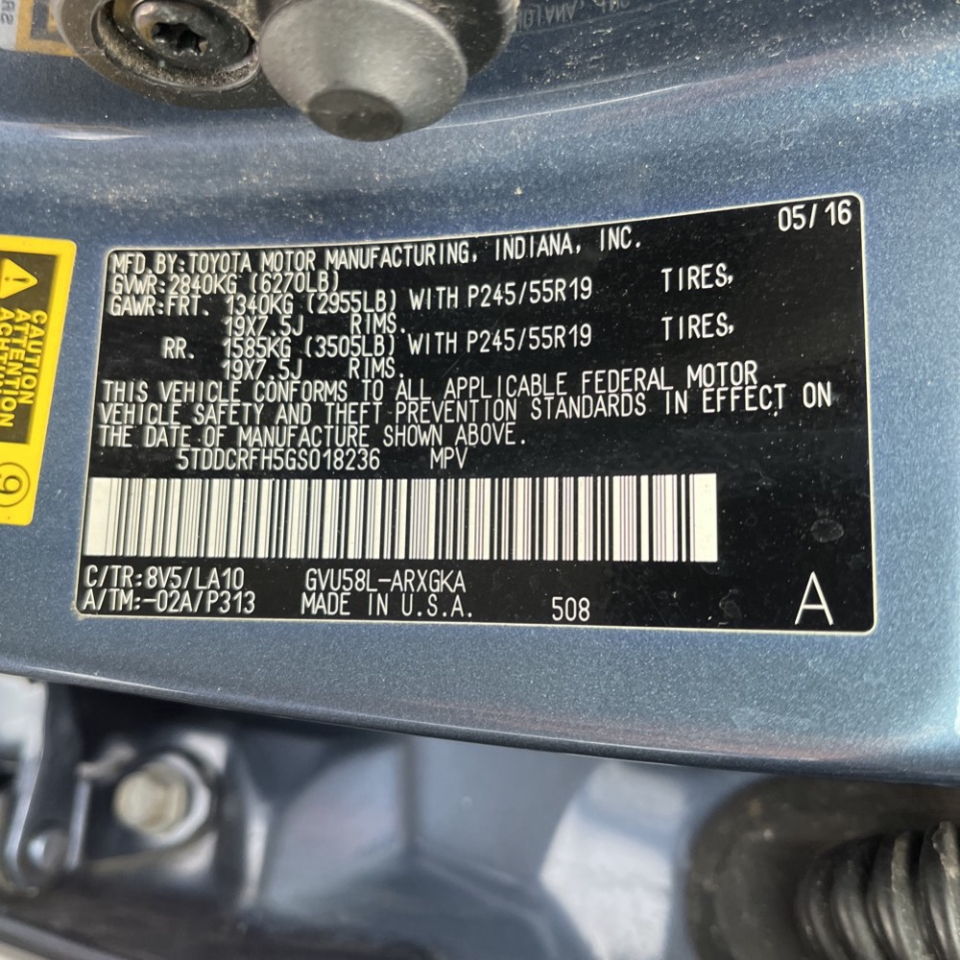 05/16
MFD. BY: TOYOTA MOTOR MANUFACTURING, INDIANA, INC.
GVWR: 2840KG (6270LB)
GAWR: FRT. 1340KG (2955LB) WITH P245/55R19 TIRES,
19X7.5J RIMS.
RR. 1585KG (3505LB) WITH P245/55R19 TIRES,
19X7.5J RIMS.
THIS VEHICLE CONFORMS TO ALL APPLICABLE FEDERAL MOTOR
VEHICLE SAFETY AND THEFT PREVENTION STANDARDS IN EFFECT ON
THE DATE OF MANUFACTURE SHOWN ABOVE.
5TDDCRFH5GS018236 MPV
C/TR: 8V5/LA10 GVU58L-ARXGKA
A/TM: -02A/P313 MADE IN U.S.A. 508 A
CAUTION
ATTENTION
ACHTUNG